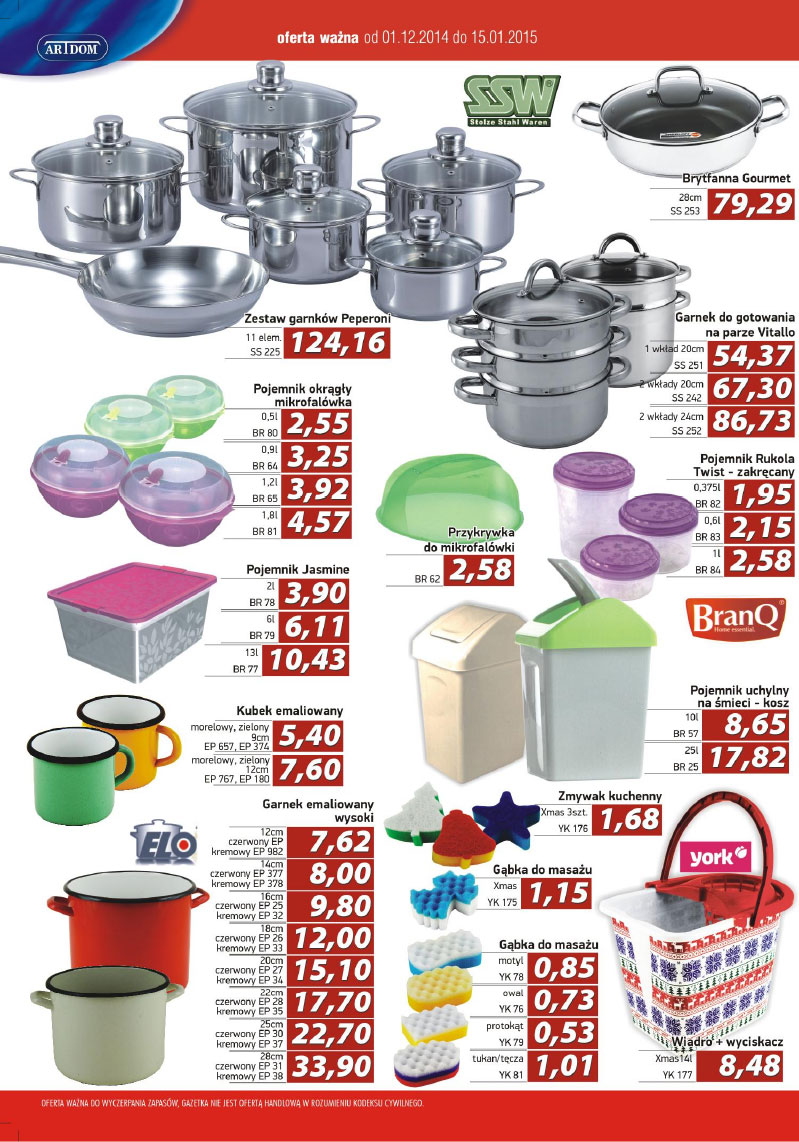 ARTDOM
oferta ważna od 01.12.2014 do 15.01.2015
SSW
Stolze Stahl Waren
Brytfanna Gourmet
28cm
SS 253
79,29
Zestaw garnków Peperoni
11 elem.
SS 225
124,16
Garnek do gotowania
na parze Vitallo
1 wkład 20cm
SS 251
54,37
2 wkłady 20cm
SS 242
67,30
2 wkłady 24cm
SS 252
86,73
Pojemnik okrągły
mikrofalówka
0,5l
BR 80
2,55
0,9l
BR 64
3,25
1,2l
BR 65
3,92
1,8l
BR 81
4,57
Przykrywka
do mikrofalówki
BR 62
2,58
Pojemnik Rukola
Twist - zakręcany
0,375l
BR 82
1,95
0,6l
BR 83
2,15
1l
BR 84
2,58
Pojemnik Jasmine
2l
BR 78
3,90
6l
BR 79
6,11
13l
BR 77
10,43
BranQ
Home essential.
Pojemnik uchylny
na śmieci - kosz
10l
BR 57
8,65
25l
BR 25
17,82
Kubek emaliowany
morelowy, zielony
9cm
EP 657, EP 374
5,40
morelowy, zielony
12cm
EP 767, EP 180
7,60
ELO
Garnek emaliowany
wysoki
12cm
czerwony EP
kremowy EP 982
7,62
14cm
czerwony EP 377
kremowy EP 378
8,00
16cm
czerwony EP 25
kremowy EP 32
9,80
18cm
czerwony EP 26
kremowy EP 33
12,00
20cm
czerwony EP 27
kremowy EP 34
15,10
22cm
czerwony EP 28
kremowy EP 35
17,70
25cm
czerwony EP 30
kremowy EP 37
22,70
28cm
czerwony EP 31
kremowy EP 38
33,90
Zmywak kuchenny
Xmas 3szt.
YK 176
1,68
Gąbka do masażu
Xmas
YK 175
1,15
Gąbka do masażu
motyl
YK 78
0,85
owal
YK 76
0,73
protokąt
YK 79
0,53
tukan/tęcza
YK 81
1,01
york
Wiadro + wyciskacz
Xmas14l
YK 177
8,48
OFERTA WAŻNA DO WYCZERPANIA ZAPASÓW, GAZETKA NIE JEST OFERTĄ HANDLOWĄ W ROZUMIENIU KODEKSU CYWILNEGO.